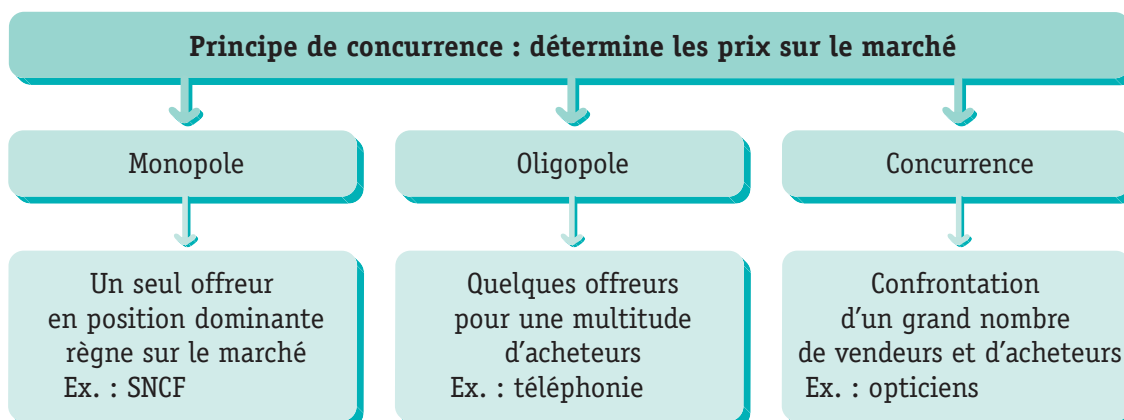 Principe de concurrence : détermine les prix sur le marché
Monopole
Oligopole
Concurrence
Un seul offreur
en position dominante
règne sur le marché
Ex. : SNCF
Quelques offreurs
pour une multitude
d'acheteurs
Ex. : téléphonie
Confrontation
d'un grand nombre
de vendeurs et d'acheteurs
Ex. : opticiens